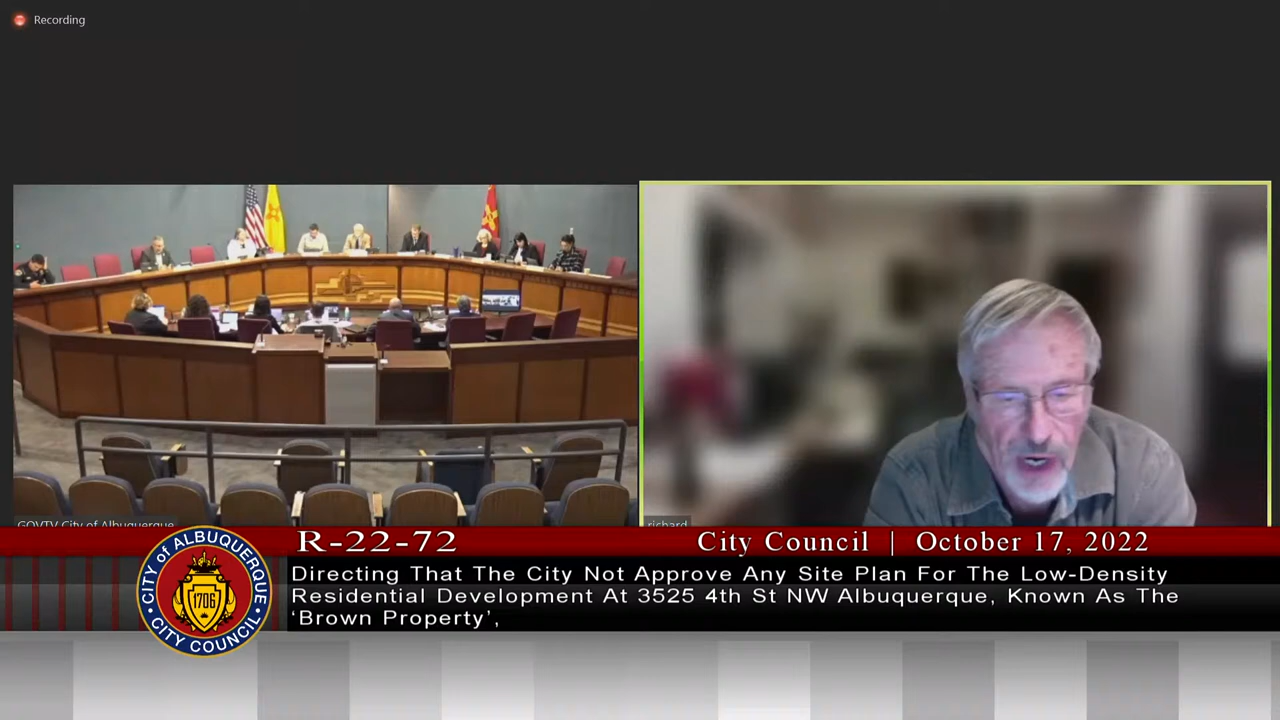 Recording
GOVTV City of Albuquerque
richard
R-22-72
City Council | October 17, 2022
Directing That The City Not Approve Any Site Plan For The Low-Density
Residential Development At 3525 4th St NW Albuquerque, Known As The
'Brown Property',
CITY of ALBUQUERQUE
1706
CITY COUNCIL